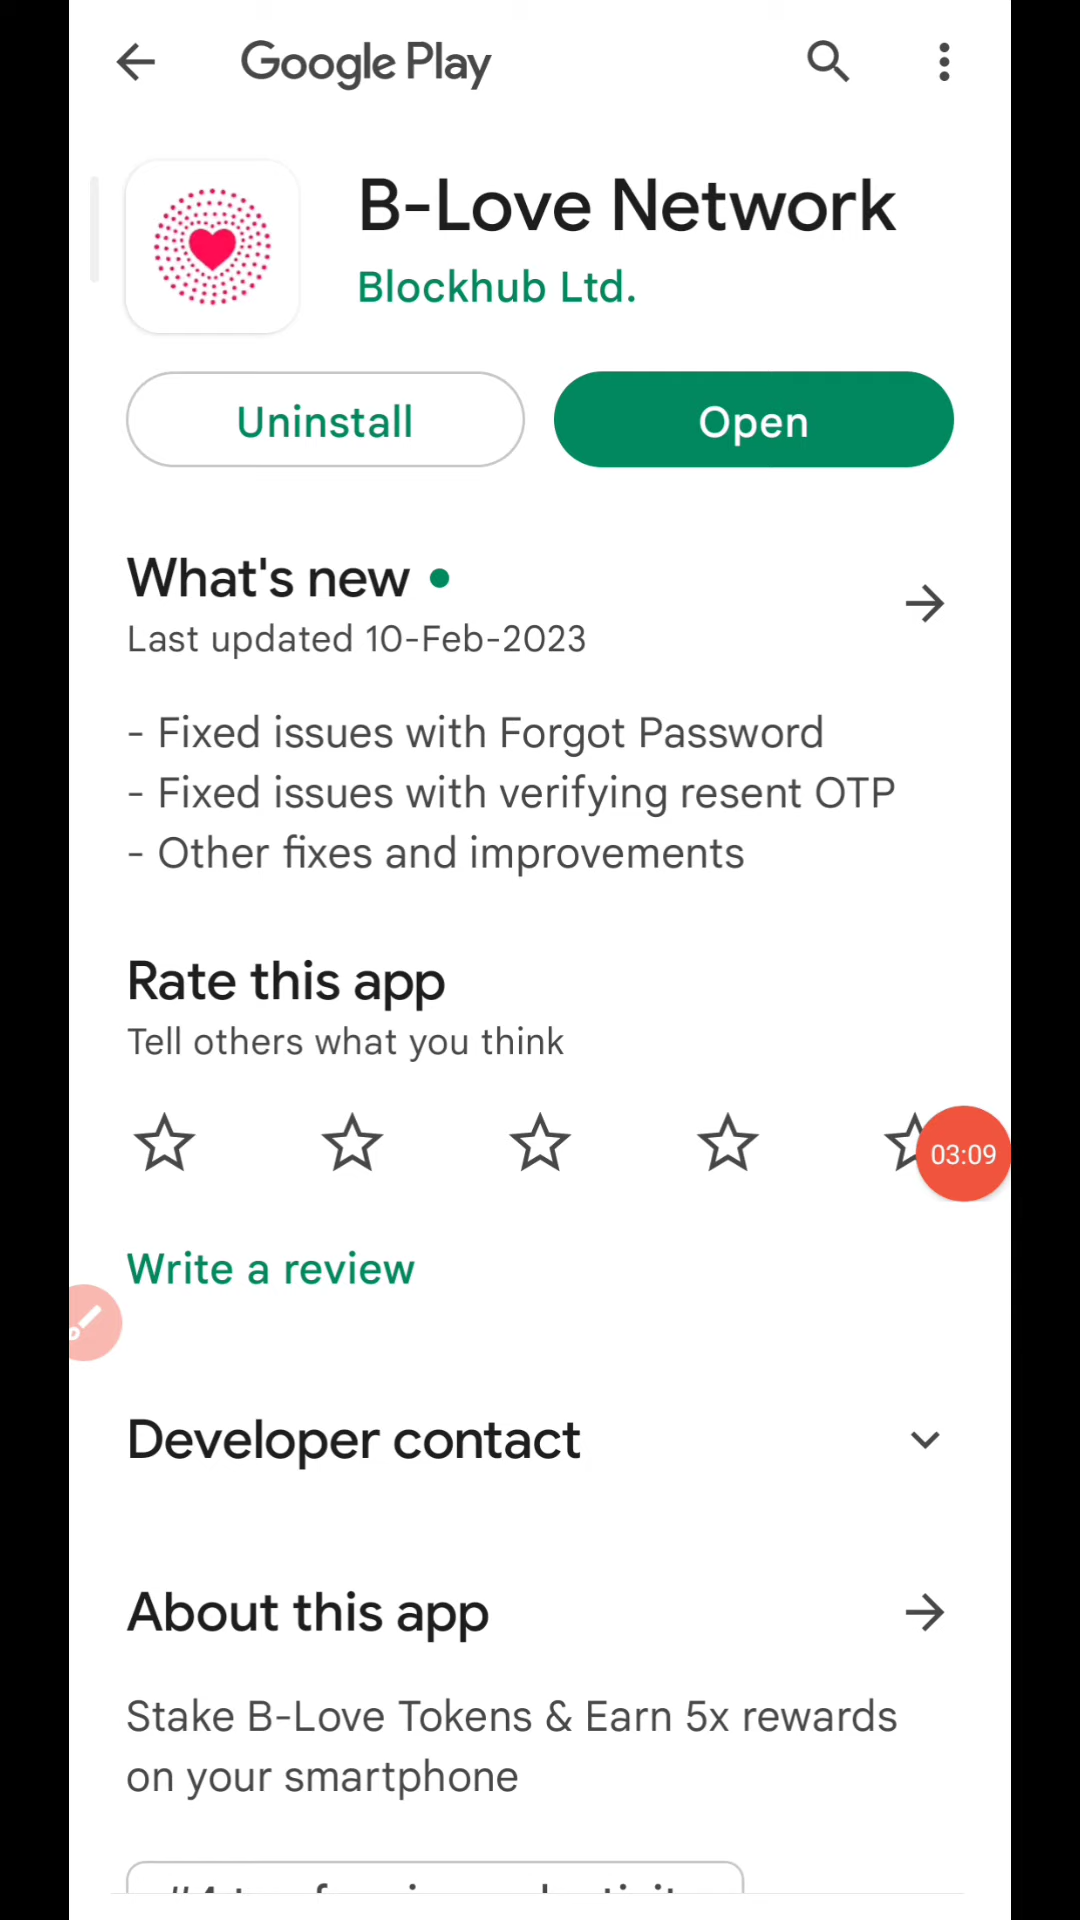 Google Play
B-Love Network
Blockhub Ltd.
Uninstall
Open
What's new
Last updated 10-Feb-2023
- Fixed issues with Forgot Password
- Fixed issues with verifying resent OTP
- Other fixes and improvements
Rate this app
Tell others what you think
03:09
Write a review
Developer contact
About this app
Stake B-Love Tokens & Earn 5x rewards
on your smartphone